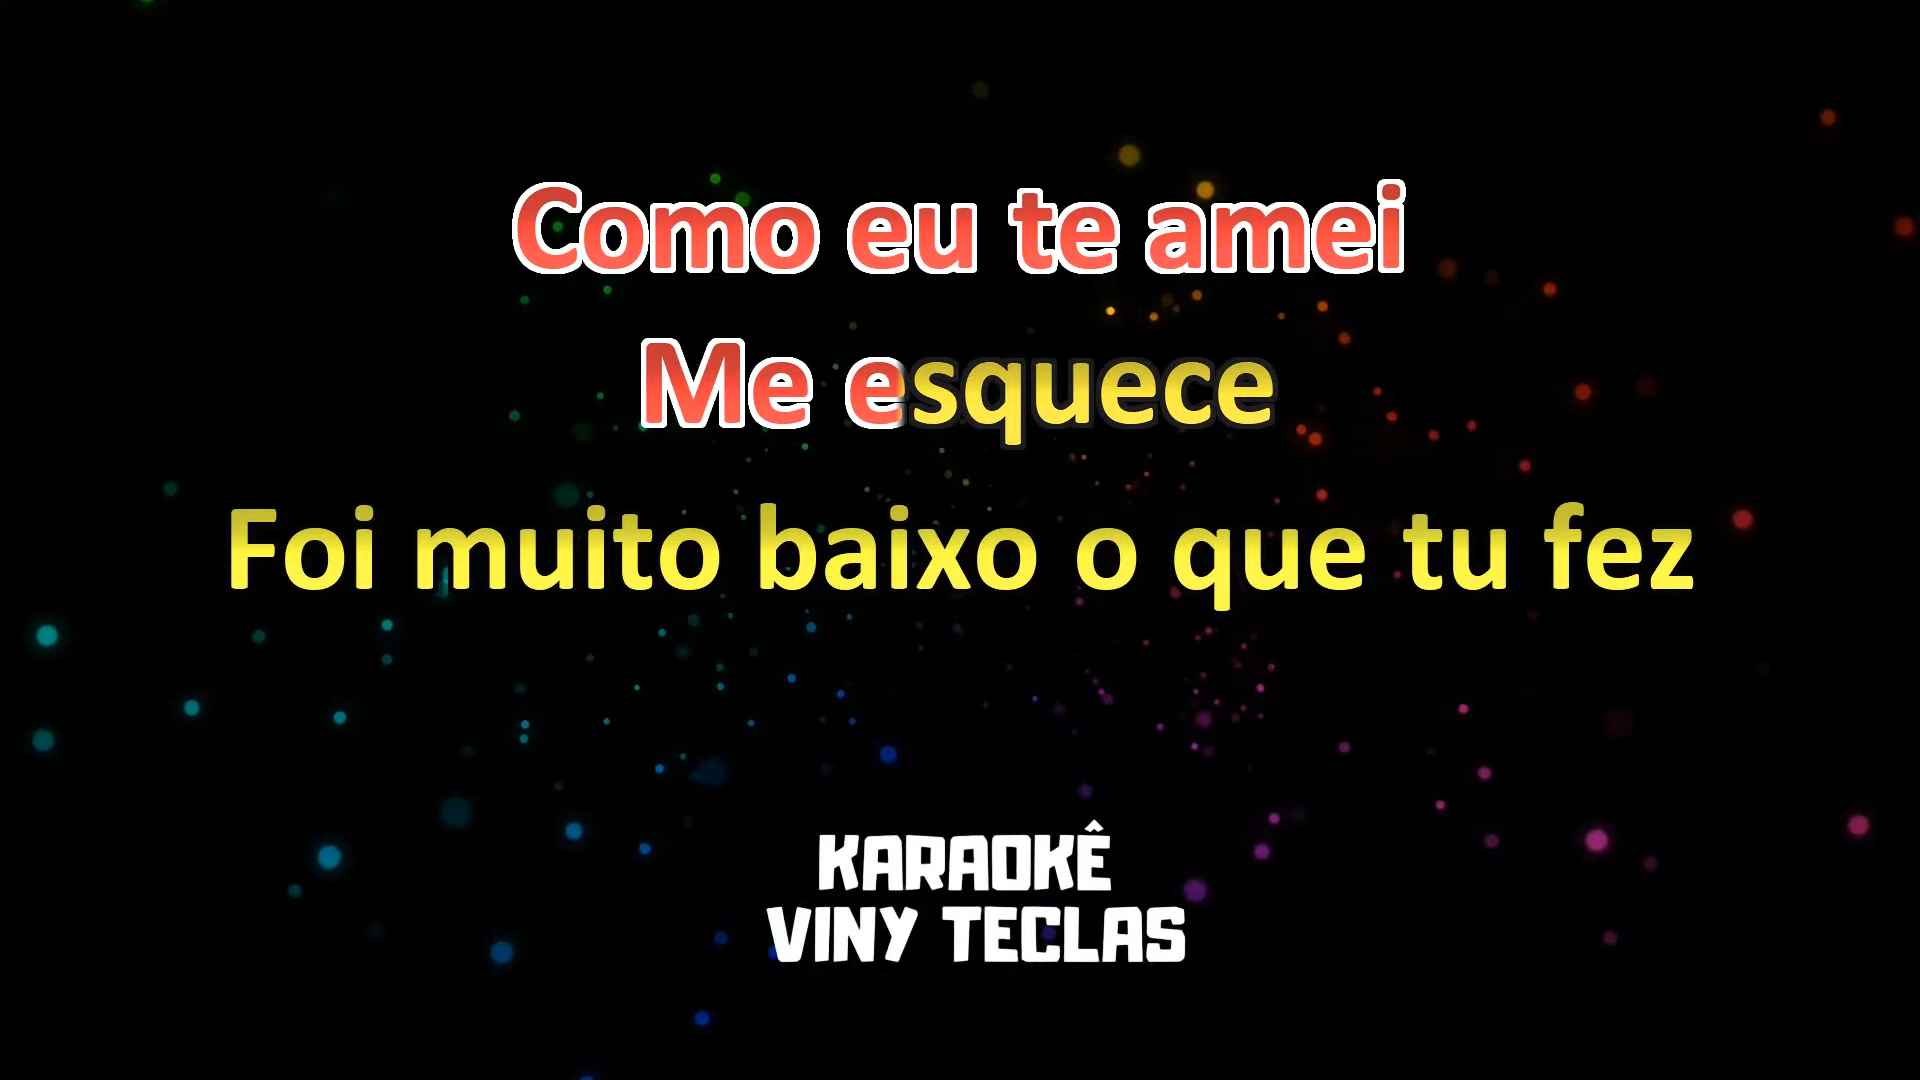 Como eu te amei
Me esquece
Foi muito baixo o que tu fez
KARAOKÊ
VINY TECLAS